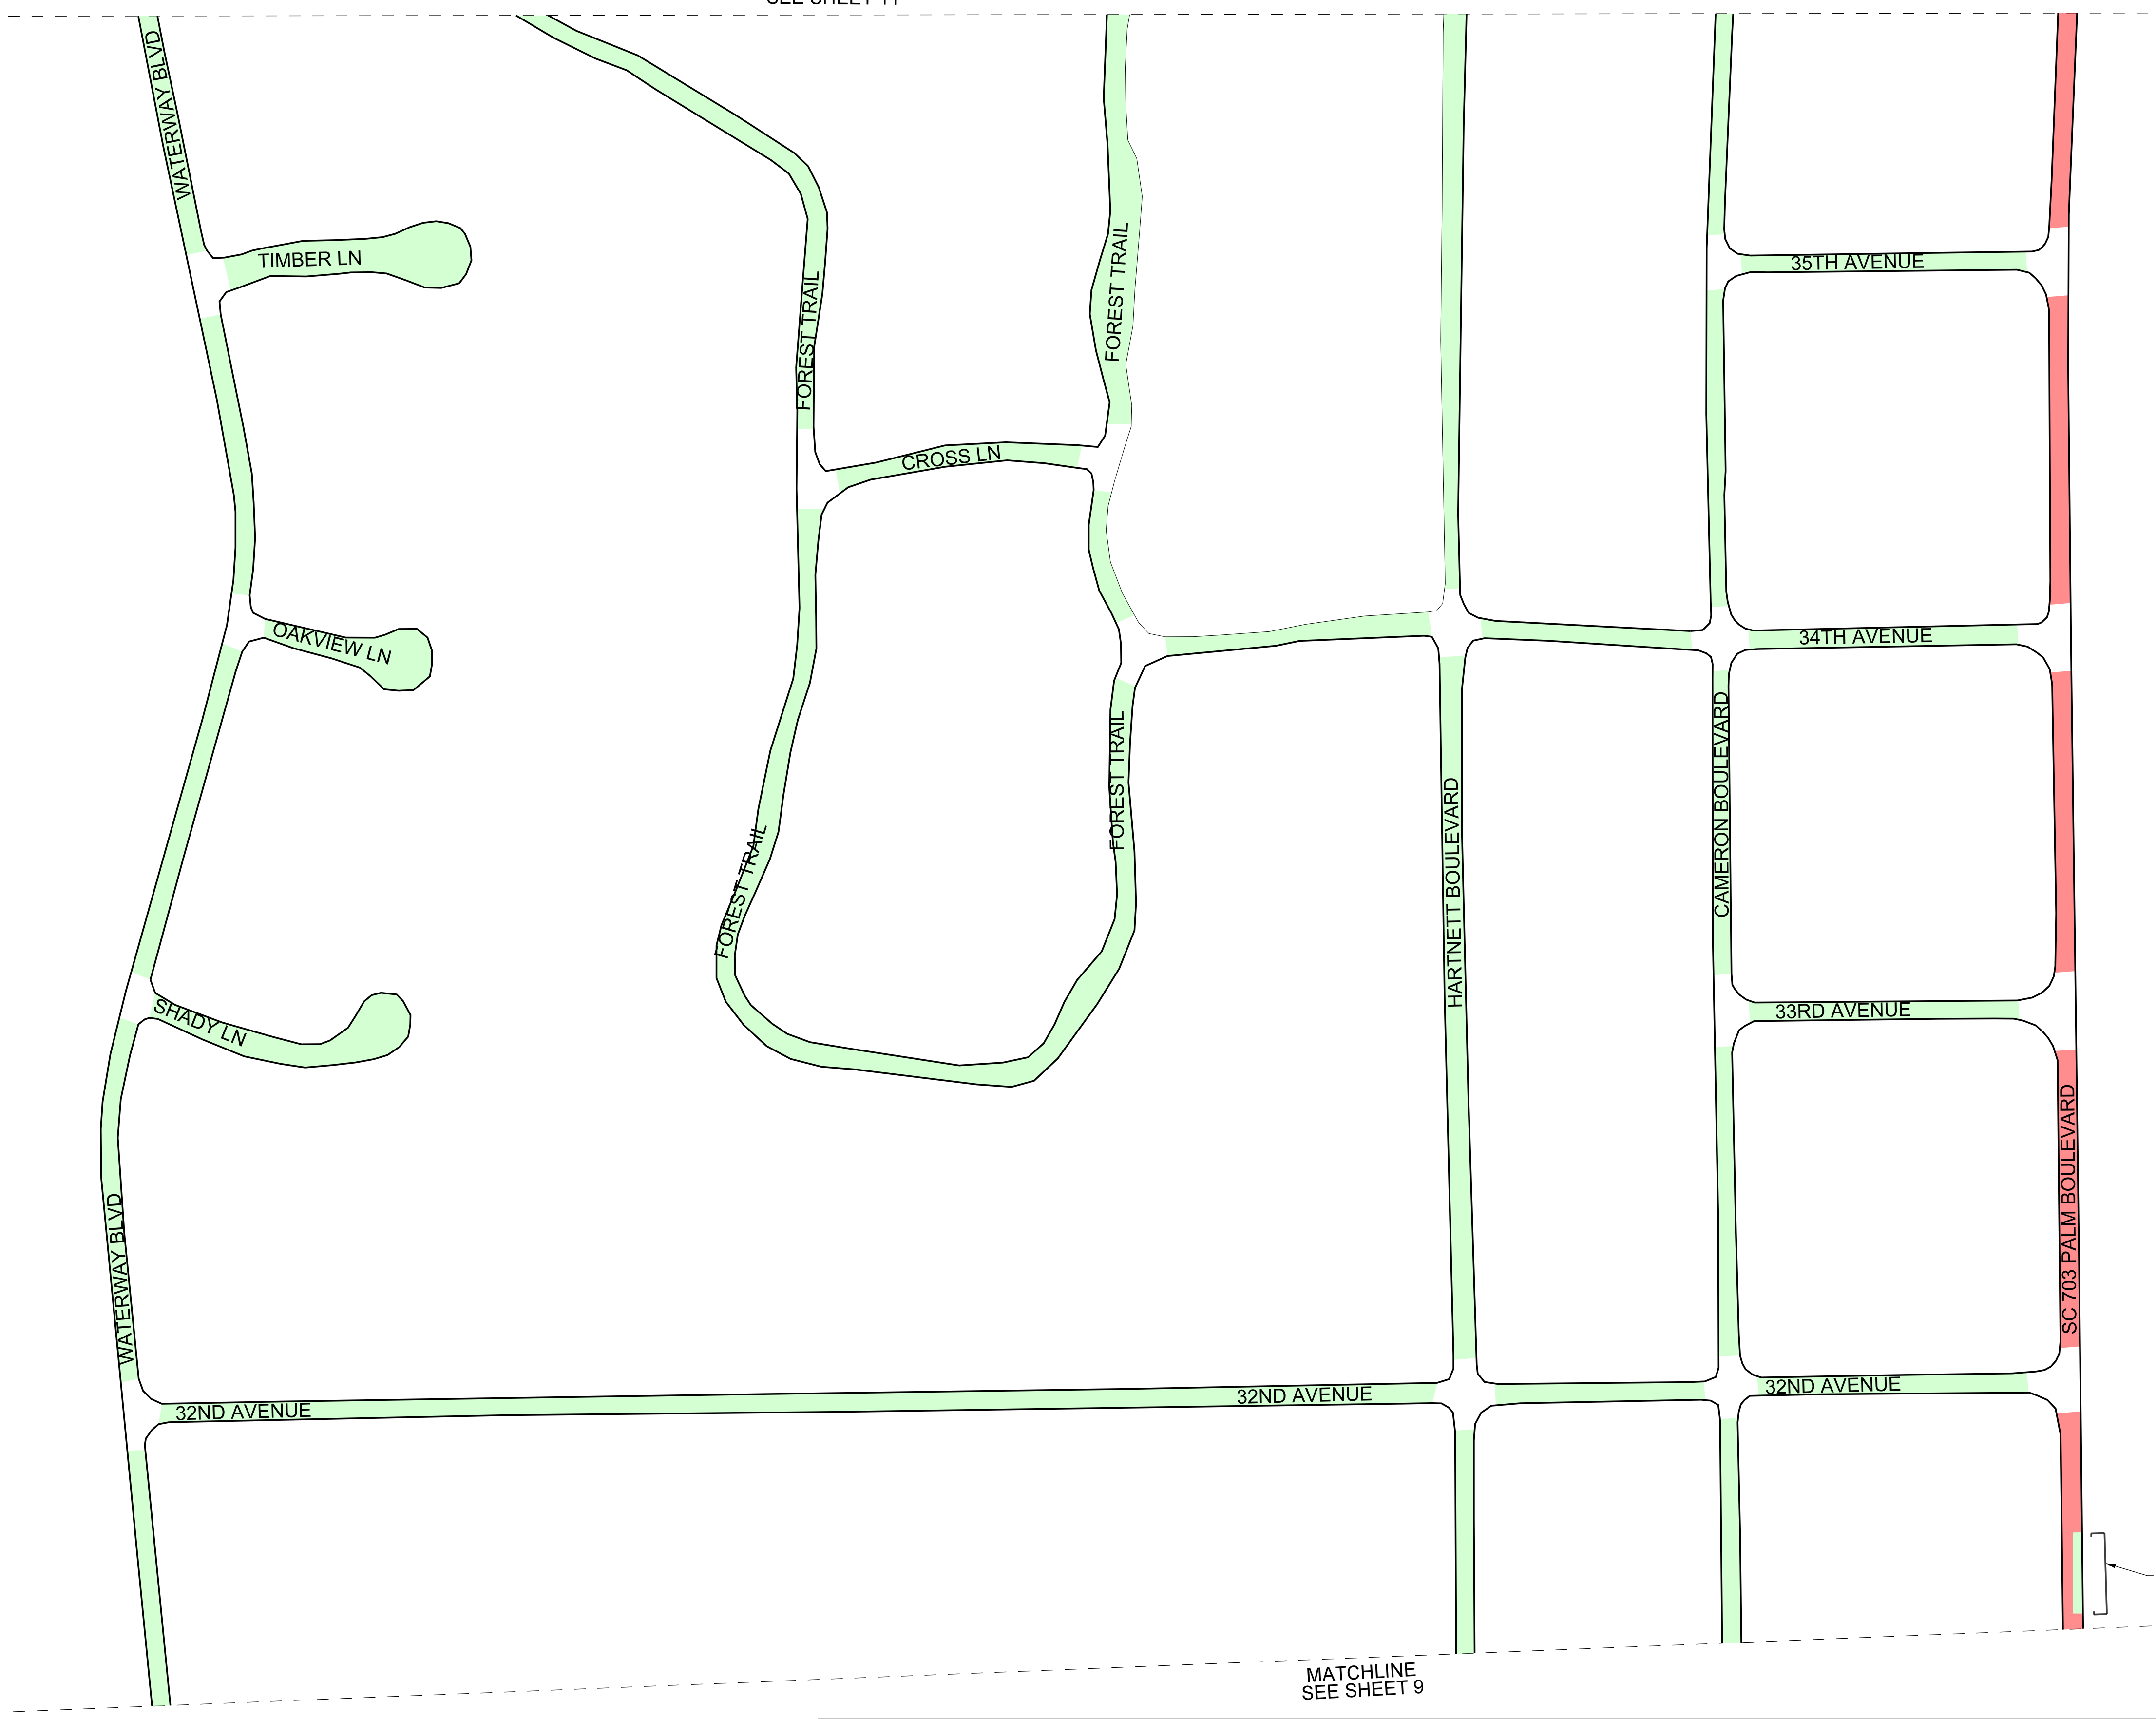 WATERWAY BLVD
TIMBER LN
FOREST TRAIL
FOREST TRAIL
35TH AVENUE
CROSS LN
OAKVIEW LN
34TH AVENUE
FOREST TRAIL
CAMERON BOULEVARD
HARTNETT BOULEVARD
FOREST TRAIL
SHADY LN
33RD AVENUE
SC 703 PALM BOULEVARD
WATERWAY BLVD
32ND AVENUE
32ND AVENUE
32ND AVENUE
MATCHLINE
SEE SHEET 9